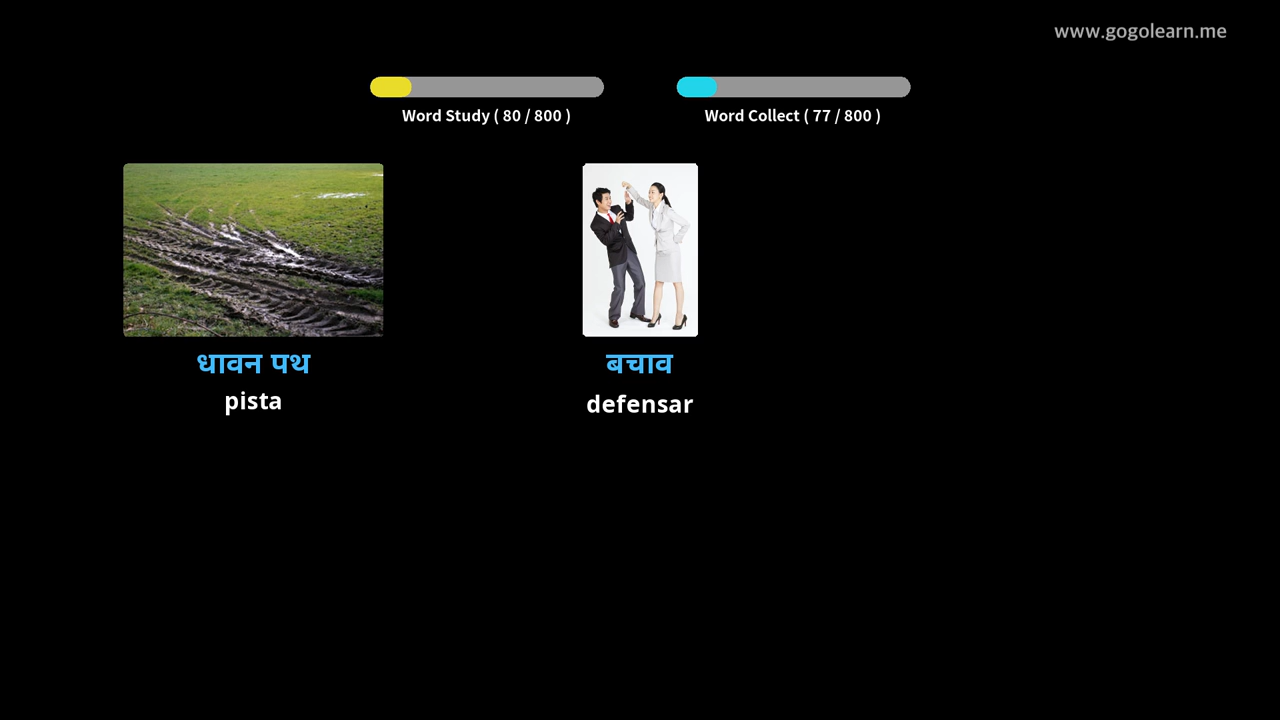 www.gogolearn.me
Word Study ( 80 / 800 )
Word Collect ( 77 / 800 )
धावन पथ
pista
बचाव
defensar